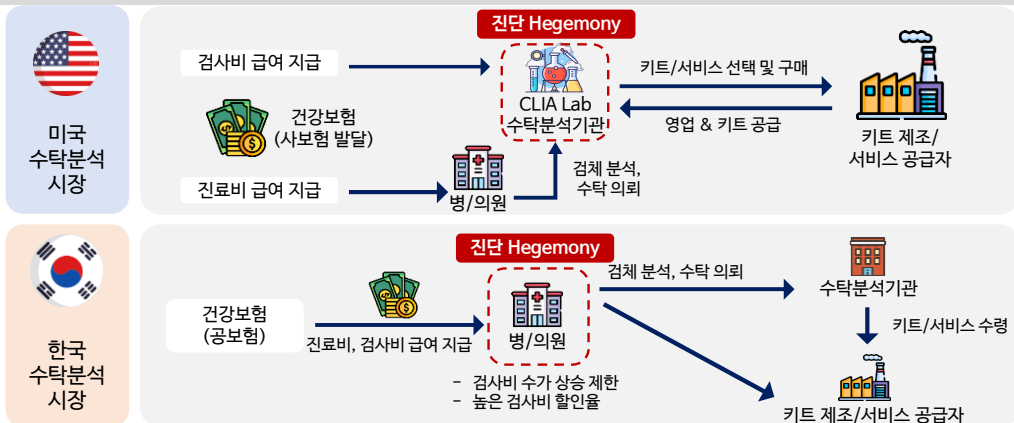 미국
수탁분석
시장
진단 Hegemony
검사비 급여 지급
건강보험
(사보험 발달)
진료비 급여 지급
병/의원
CLIA Lab
수탁분석기관
검체 분석,
수탁 의뢰
키트/서비스 선택 및 구매
영업 & 키트 공급
키트 제조/
서비스 공급자
한국
수탁분석
시장
진단 Hegemony
건강보험
(공보험)
진료비, 검사비 급여 지급
병/의원
- 검사비 수가 상승 제한
- 높은 검사비 할인율
검체 분석, 수탁 의뢰
수탁분석기관
키트/서비스 수령
키트 제조/서비스 공급자